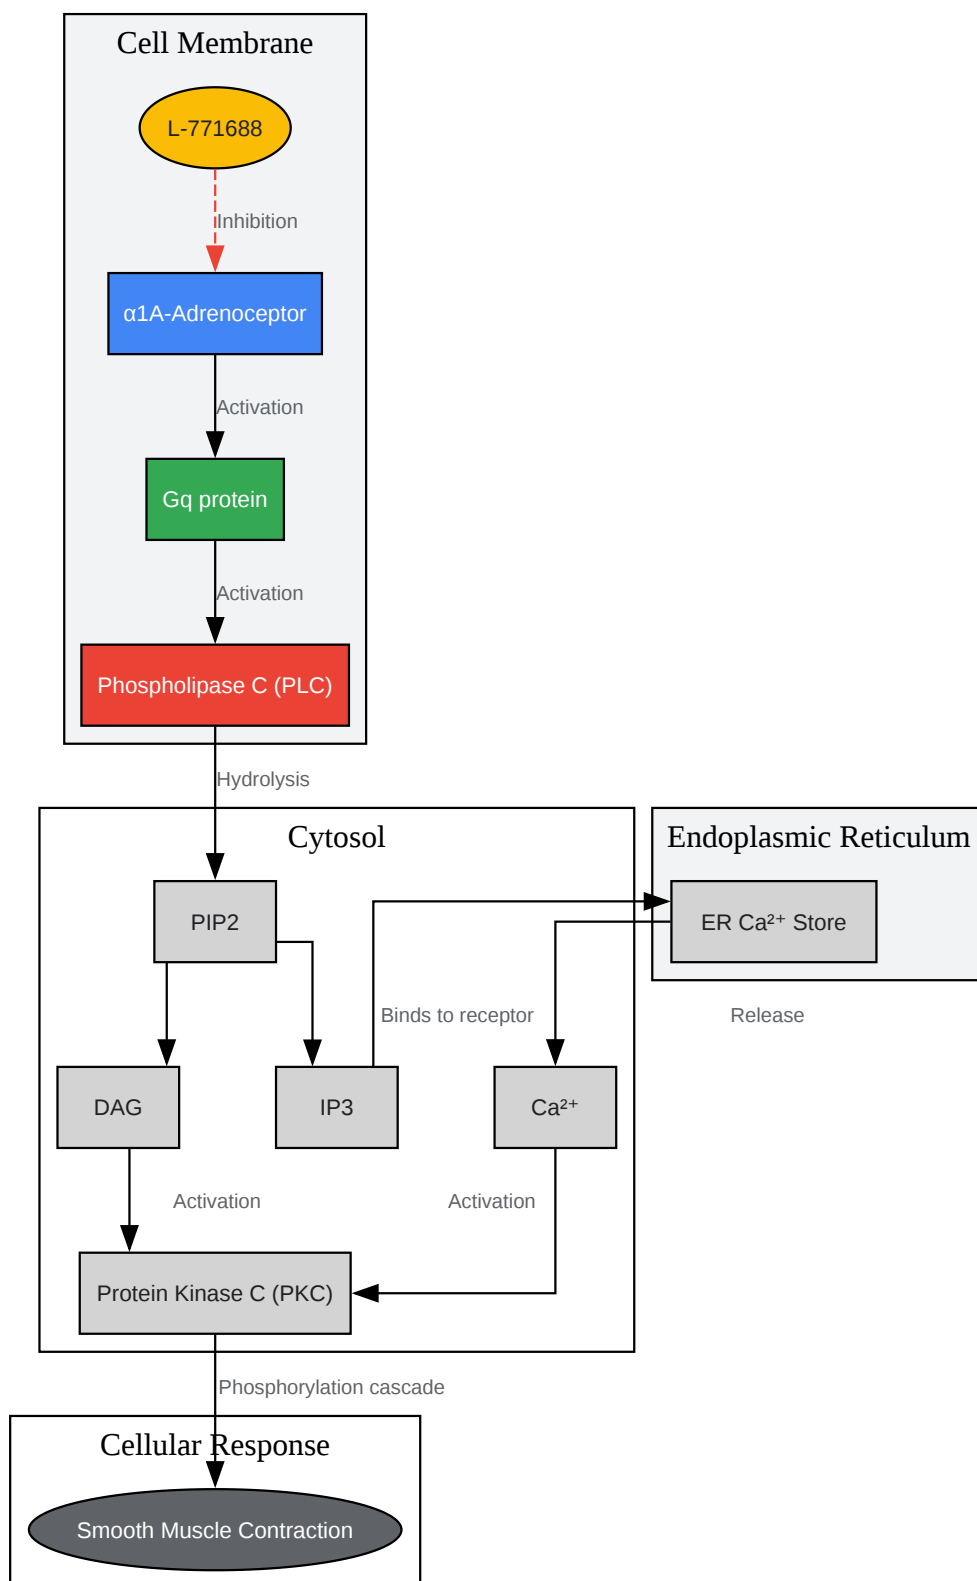 Cell Membrane
L-771688
Inhibition
α1A-Adrenoceptor
Activation
Gq protein
Activation
Phospholipase C (PLC)
Hydrolysis
Cytosol
Endoplasmic Reticulum
PIP2
ER Ca²⁺ Store
Binds to receptor
Release
DAG
IP3
Ca²⁺
Activation
Activation
Protein Kinase C (PKC)
Phosphorylation cascade
Cellular Response
Smooth Muscle Contraction